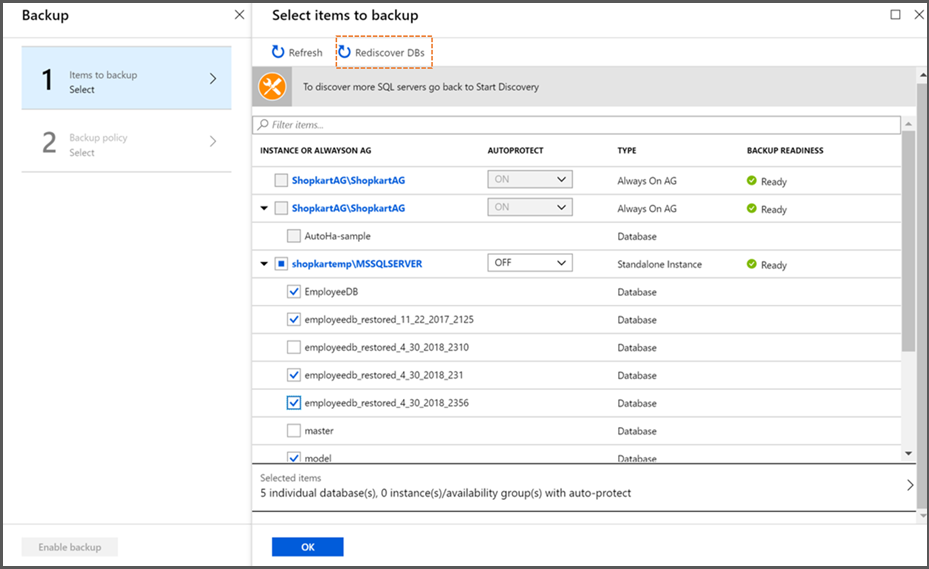 Backup
Select items to backup
Refresh
Rediscover DBs
1
Items to backup
Select
2
Backup policy
Select
To discover more SQL servers go back to Start Discovery
Filter items...
INSTANCE OR ALWAYSON AG AUTOPROTECT TYPE BACKUP READINESS
ShopkartAG\ShopkartAG ON Always On AG Ready
ShopkartAG\ShopkartAG ON Always On AG Ready
AutoHa-sample Database
shopkartemp\MSSQLSERVER OFF Standalone Instance Ready
EmployeeDB Database
employeedb_restored_11_22_2017_2125 Database
employeedb_restored_4_30_2018_2310 Database
employeedb_restored_4_30_2018_231 Database
employeedb_restored_4_30_2018_2356 Database
master Database
model Database
Selected items
5 individual database(s), 0 instance(s)/availability group(s) with auto-protect
Enable backup
OK